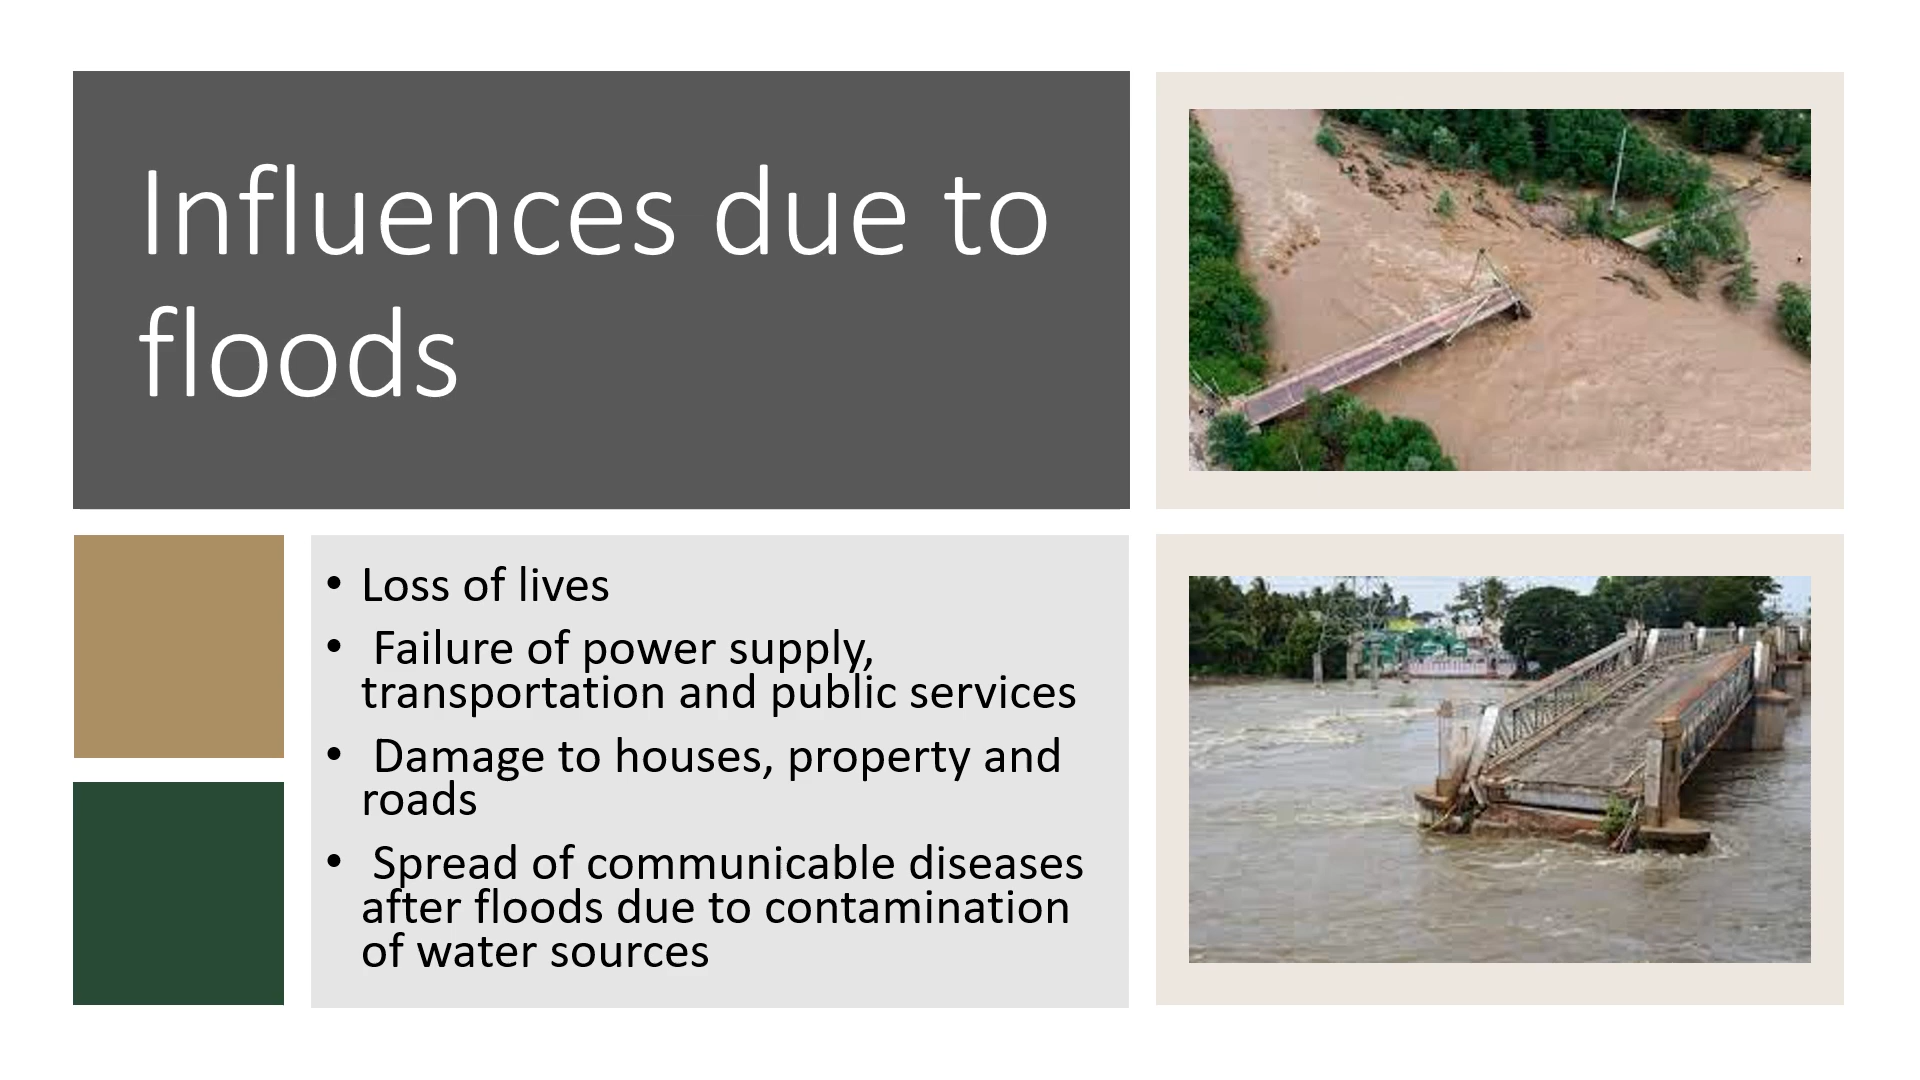 Influences due to
floods
• Loss of lives
• Failure of power supply,
transportation and public services
• Damage to houses, property and
roads
• Spread of communicable diseases
after floods due to contamination
of water sources